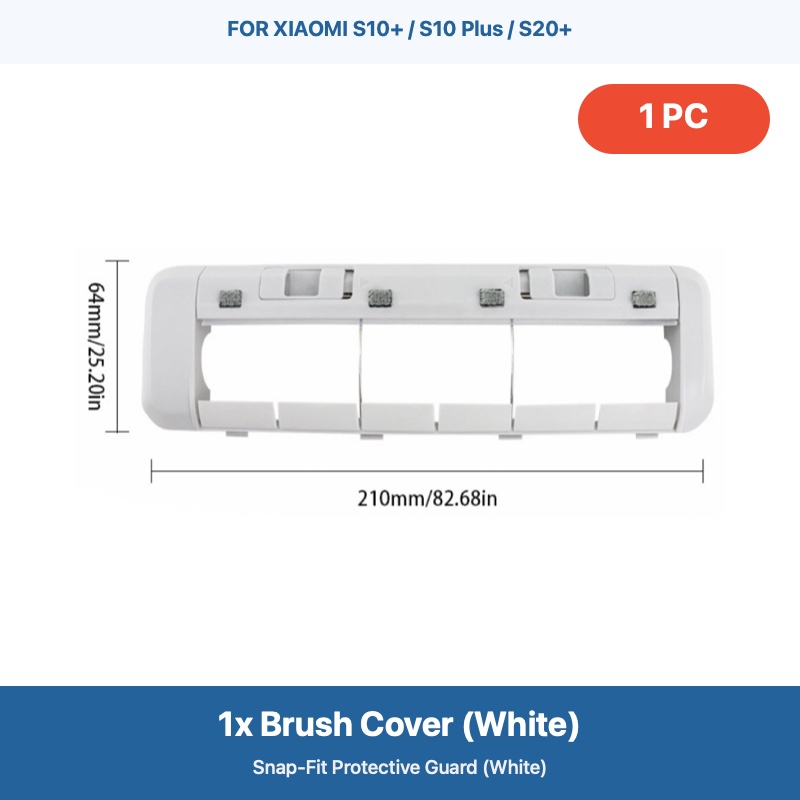 FOR XIAOMI S10+ / S10 Plus / S20+
1 PC
64mm/25.20in
210mm/82.68in
1x Brush Cover (White)
Snap-Fit Protective Guard (White)